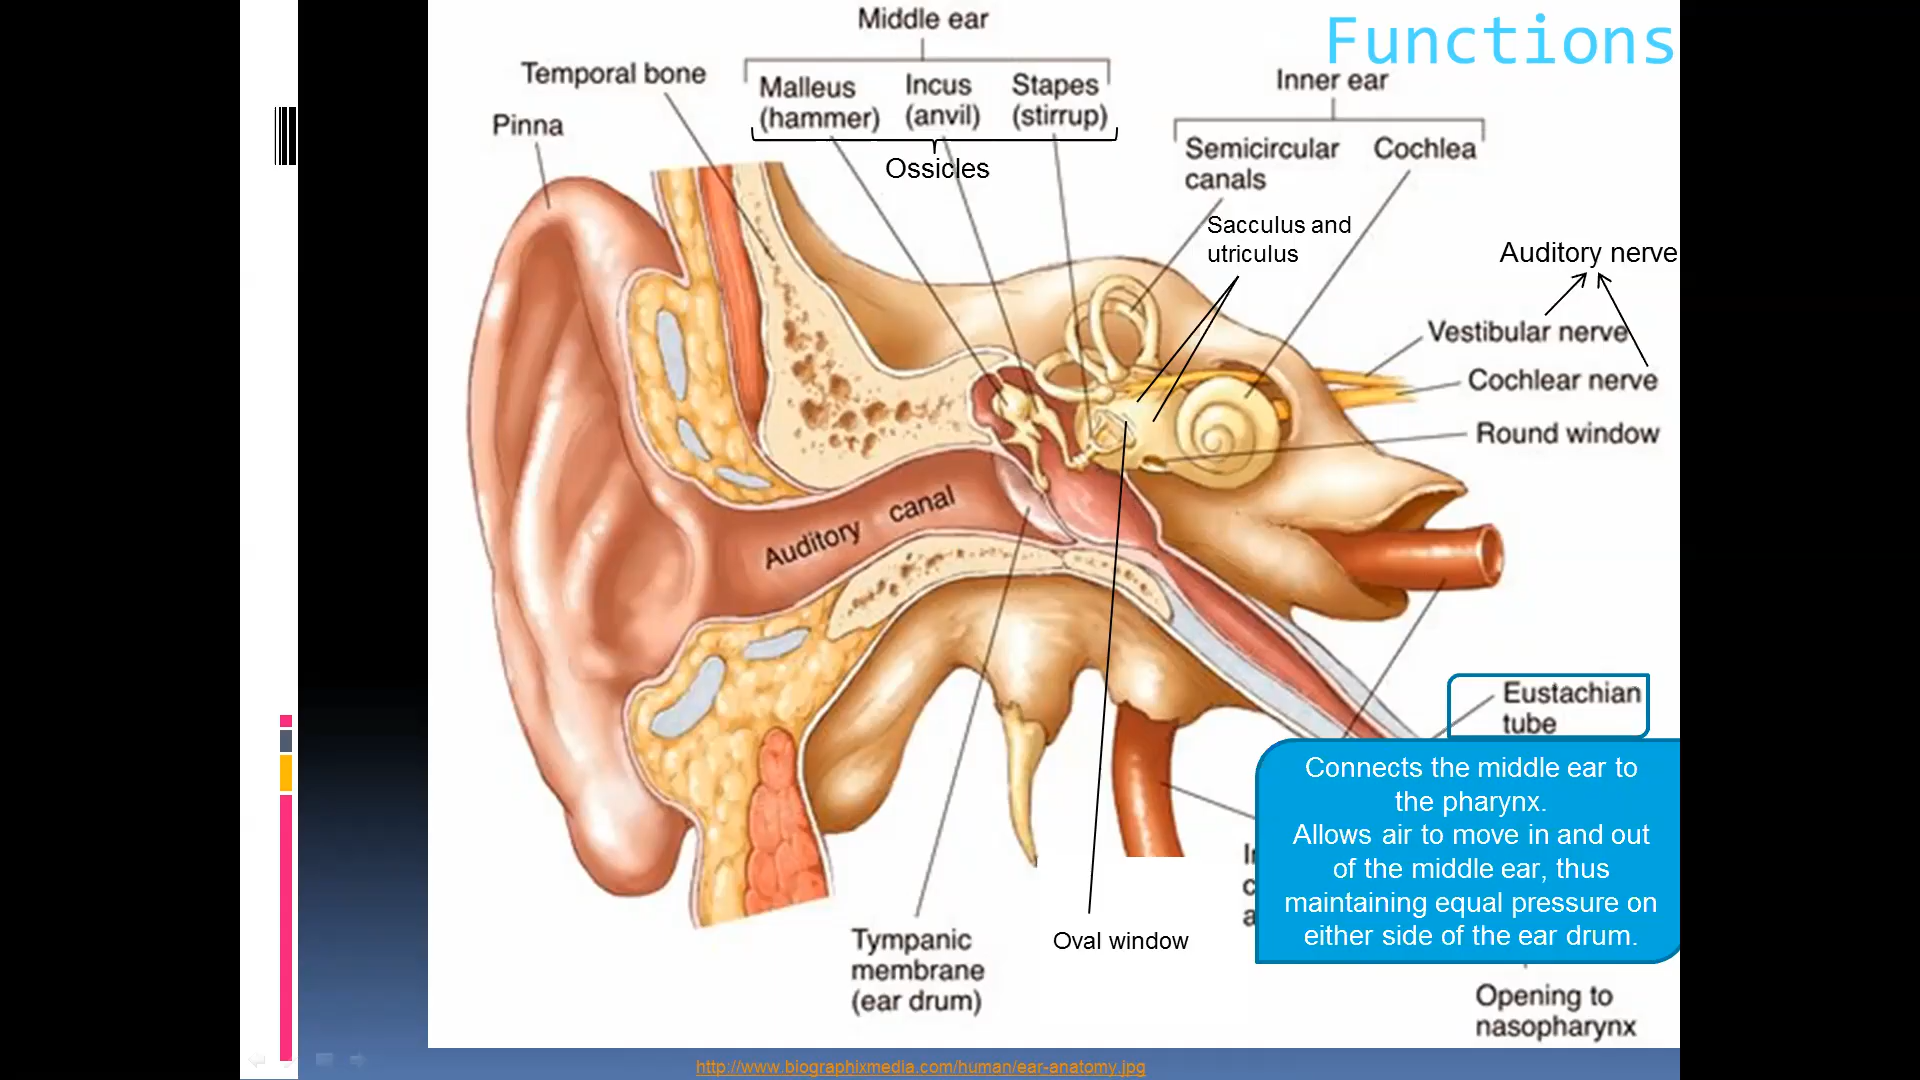 Functions
Middle ear
Temporal bone
Malleus
(hammer)
Incus
(anvil)
Stapes
(stirrup)
Inner ear
Pinna
Ossicles
Semicircular
canals
Cochlea
Sacculus and
utriculus
Auditory nerve
Vestibular nerve
Cochlear nerve
Round window
Auditory canal
Eustachian
tube
Connects the middle ear to
the pharynx.
Allows air to move in and out
of the middle ear, thus
maintaining equal pressure on
either side of the ear drum.
Tympanic
membrane
(ear drum)
Oval window
Opening to
nasopharynx
http://www.biographixmedia.com/human/ear-anatomy.jpg